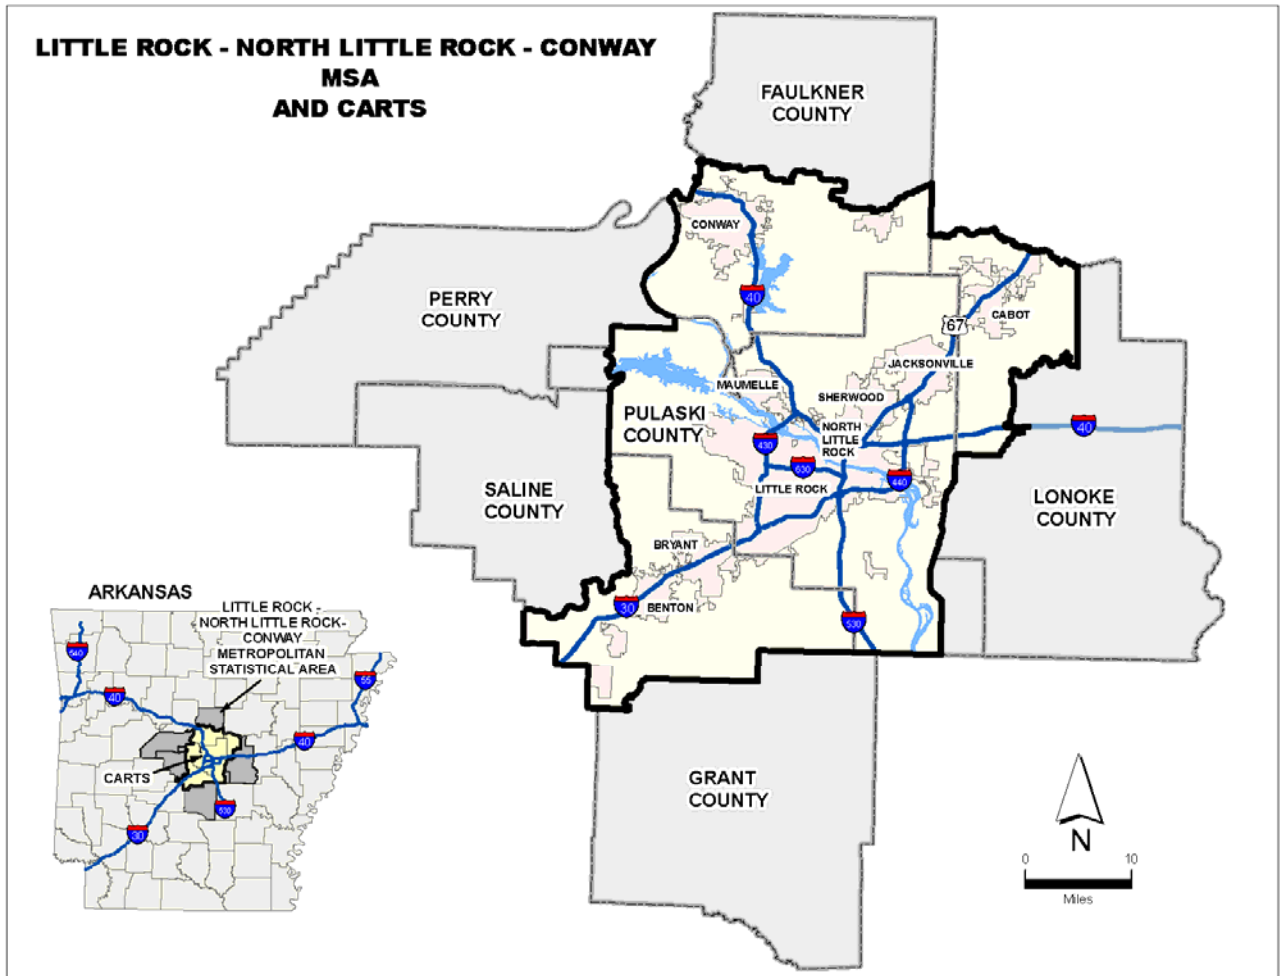 LITTLE ROCK - NORTH LITTLE ROCK - CONWAY
MSA
AND CARTS
FAULKNER
COUNTY
CONWAY
PERRY
COUNTY
40
67
CABOT
JACKSONVILLE
MAUMELLE
SHERWOOD
PULASKI
COUNTY
NORTH
LITTLE
ROCK
40
430
630
440
LITTLE ROCK
SALINE
COUNTY
LONOKE
COUNTY
BRYANT
30
BENTON
530
GRANT
COUNTY
ARKANSAS
LITTLE ROCK -
NORTH LITTLE ROCK-
CONWAY
METROPOLITAN
STATISTICAL AREA
540
55
40
40
CARTS
530
30
N
0 10
Miles